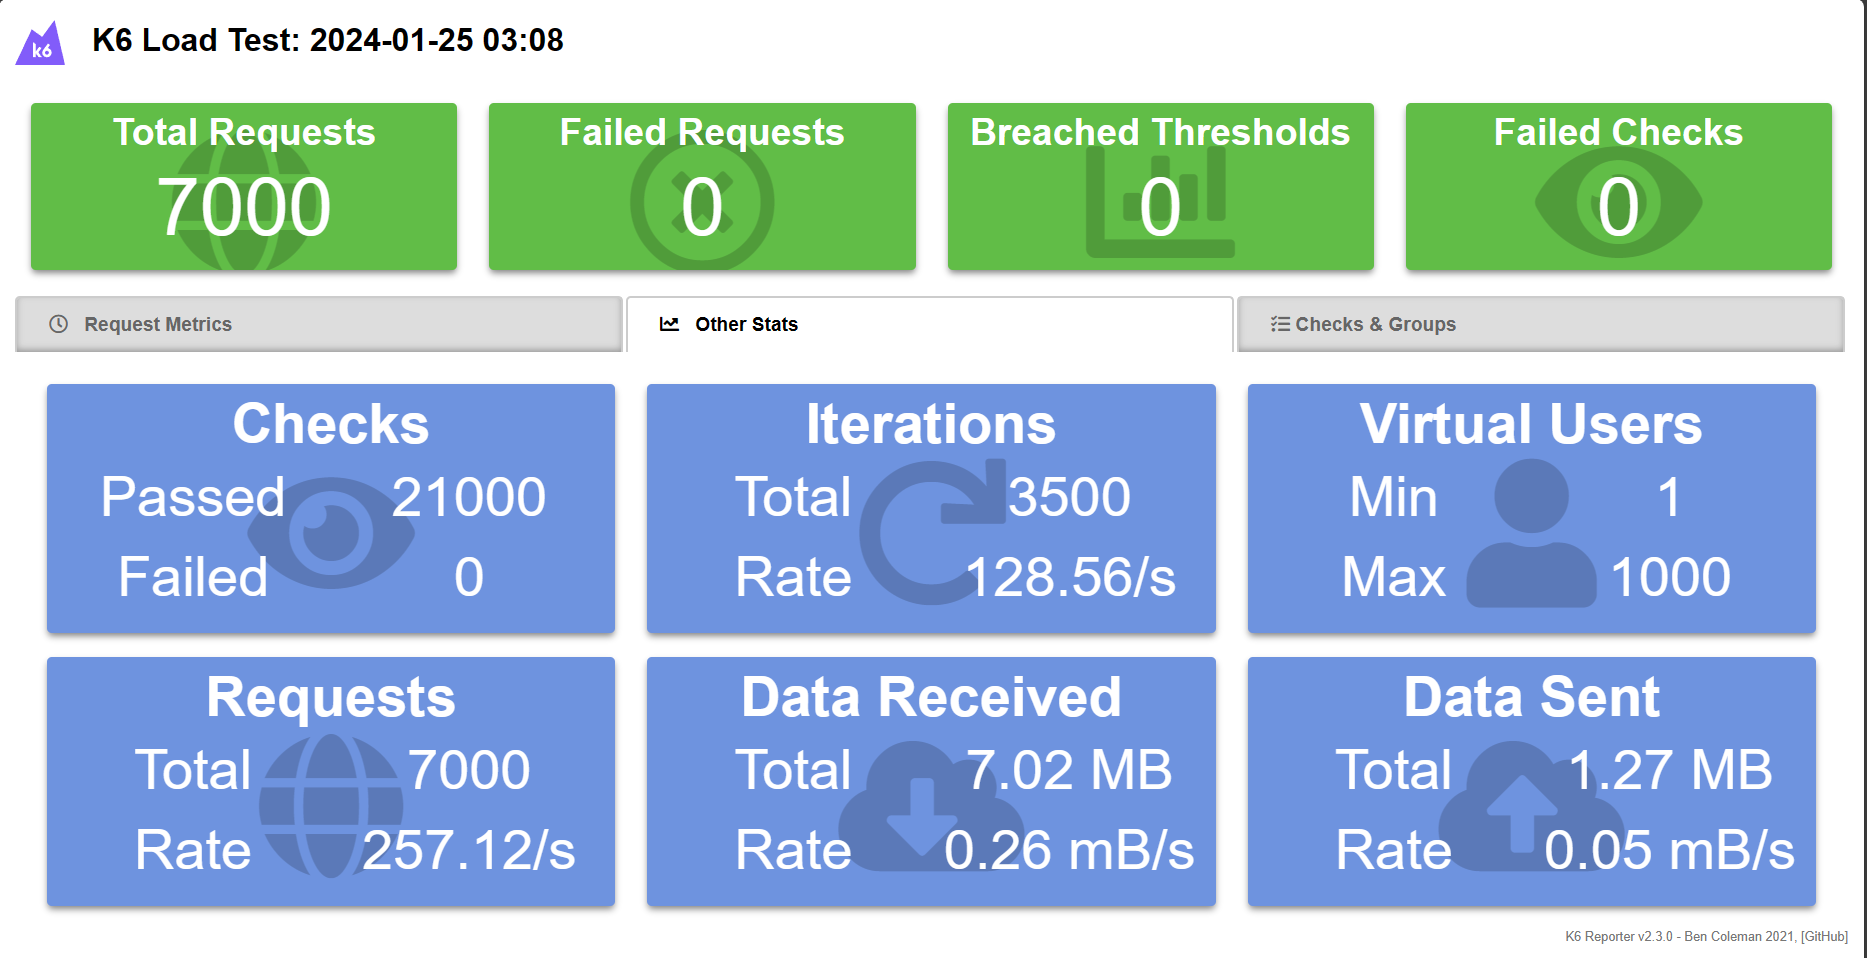 k6
K6 Load Test: 2024-01-25 03:08
Total Requests
7000
Failed Requests
0
Breached Thresholds
0
Failed Checks
0
Request Metrics
Other Stats
Checks & Groups
Checks
Passed 21000
Failed 0
Iterations
Total 3500
Rate 128.56/s
Virtual Users
Min 1
Max 1000
Requests
Total 7000
Rate 257.12/s
Data Received
Total 7.02 MB
Rate 0.26 mB/s
Data Sent
Total 1.27 MB
Rate 0.05 mB/s
K6 Reporter v2.3.0 - Ben Coleman 2021, [GitHub]